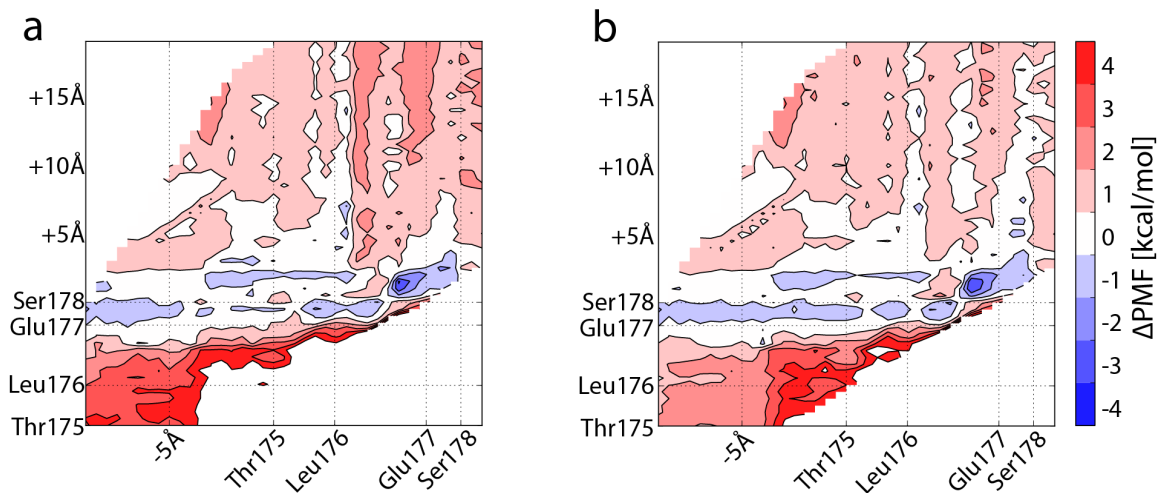 a
b
+15Å
+10Å
+5Å
Ser178
Glu177
Leu176
Thr175
-5Å
Thr175
Leu176
Glu177
Ser178
+15Å
+10Å
+5Å
Ser178
Glu177
Leu176
Thr175
-5Å
Thr175
Leu176
Glu177
Ser178
4
3
2
1
0
-1
-2
-3
-4
ΔPMF [kcal/mol]